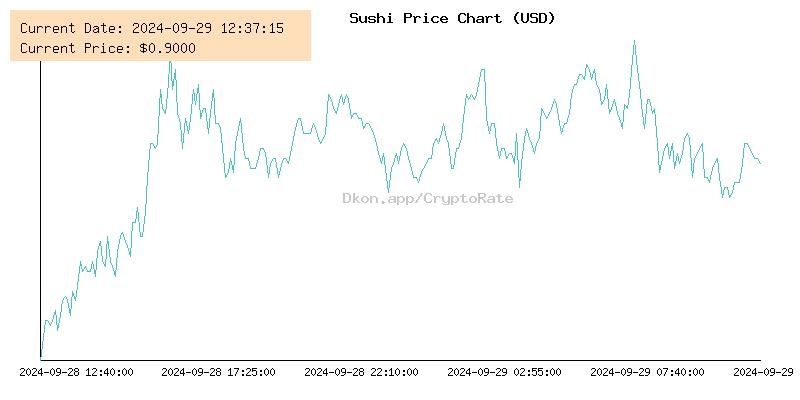 Sushi Price Chart (USD)
Current Date: 2024-09-29 12:37:15
Current Price: $0.9000
Dkon.app/CryptoRate
2024-09-28 12:40:00 2024-09-28 17:25:00 2024-09-28 22:10:00 2024-09-29 02:55:00 2024-09-29 07:40:00 2024-09-29